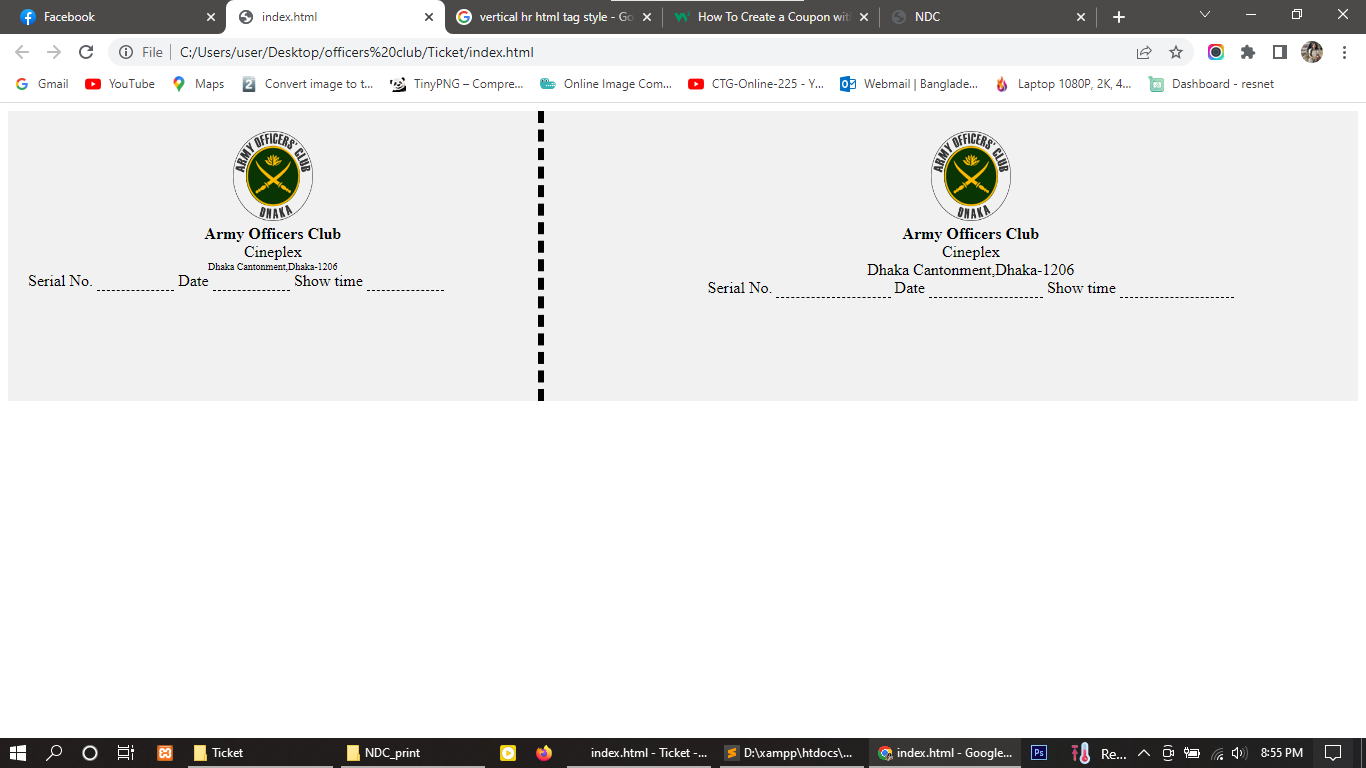 Facebook
index.html
vertical hr html tag style - Go
How To Create a Coupon wit
NDC
File
C:/Users/user/Desktop/officers%20club/Ticket/index.html
Gmail
YouTube
Maps
Convert image to t...
TinyPNG – Compre...
Online Image Com...
CTG-Online-225 - Y...
Webmail | Banglade...
Laptop 1080P, 2K, 4...
Dashboard - resnet
ARMY OFFICERS' CLUB
DHAKA
Army Officers Club
Cineplex
Dhaka Cantonment,Dhaka-1206
Serial No. Date Show time
ARMY OFFICERS' CLUB
DHAKA
Army Officers Club
Cineplex
Dhaka Cantonment,Dhaka-1206
Serial No. Date Show time
Ticket
NDC_print
index.html - Ticket -...
D:\xampp\htdocs\...
index.html - Google...
Ps
Re...
8:55 PM